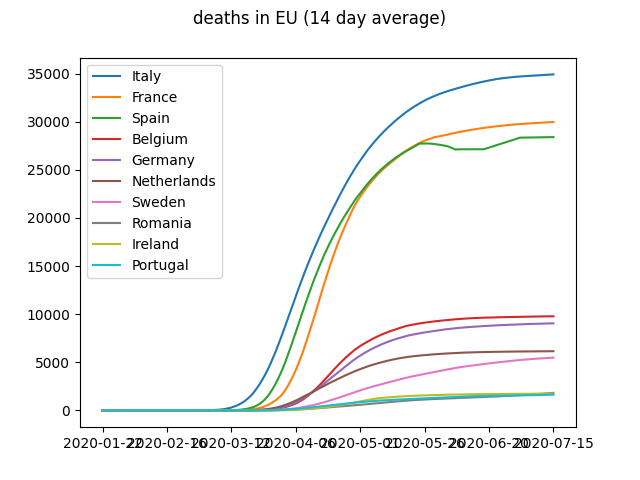 deaths in EU (14 day average)
35000
30000
25000
20000
15000
10000
5000
0
Italy
France
Spain
Belgium
Germany
Netherlands
Sweden
Romania
Ireland
Portugal
2020-01-22 2020-02-16 2020-03-12 2020-04-06 2020-05-01 2020-05-26 2020-06-20 2020-07-15